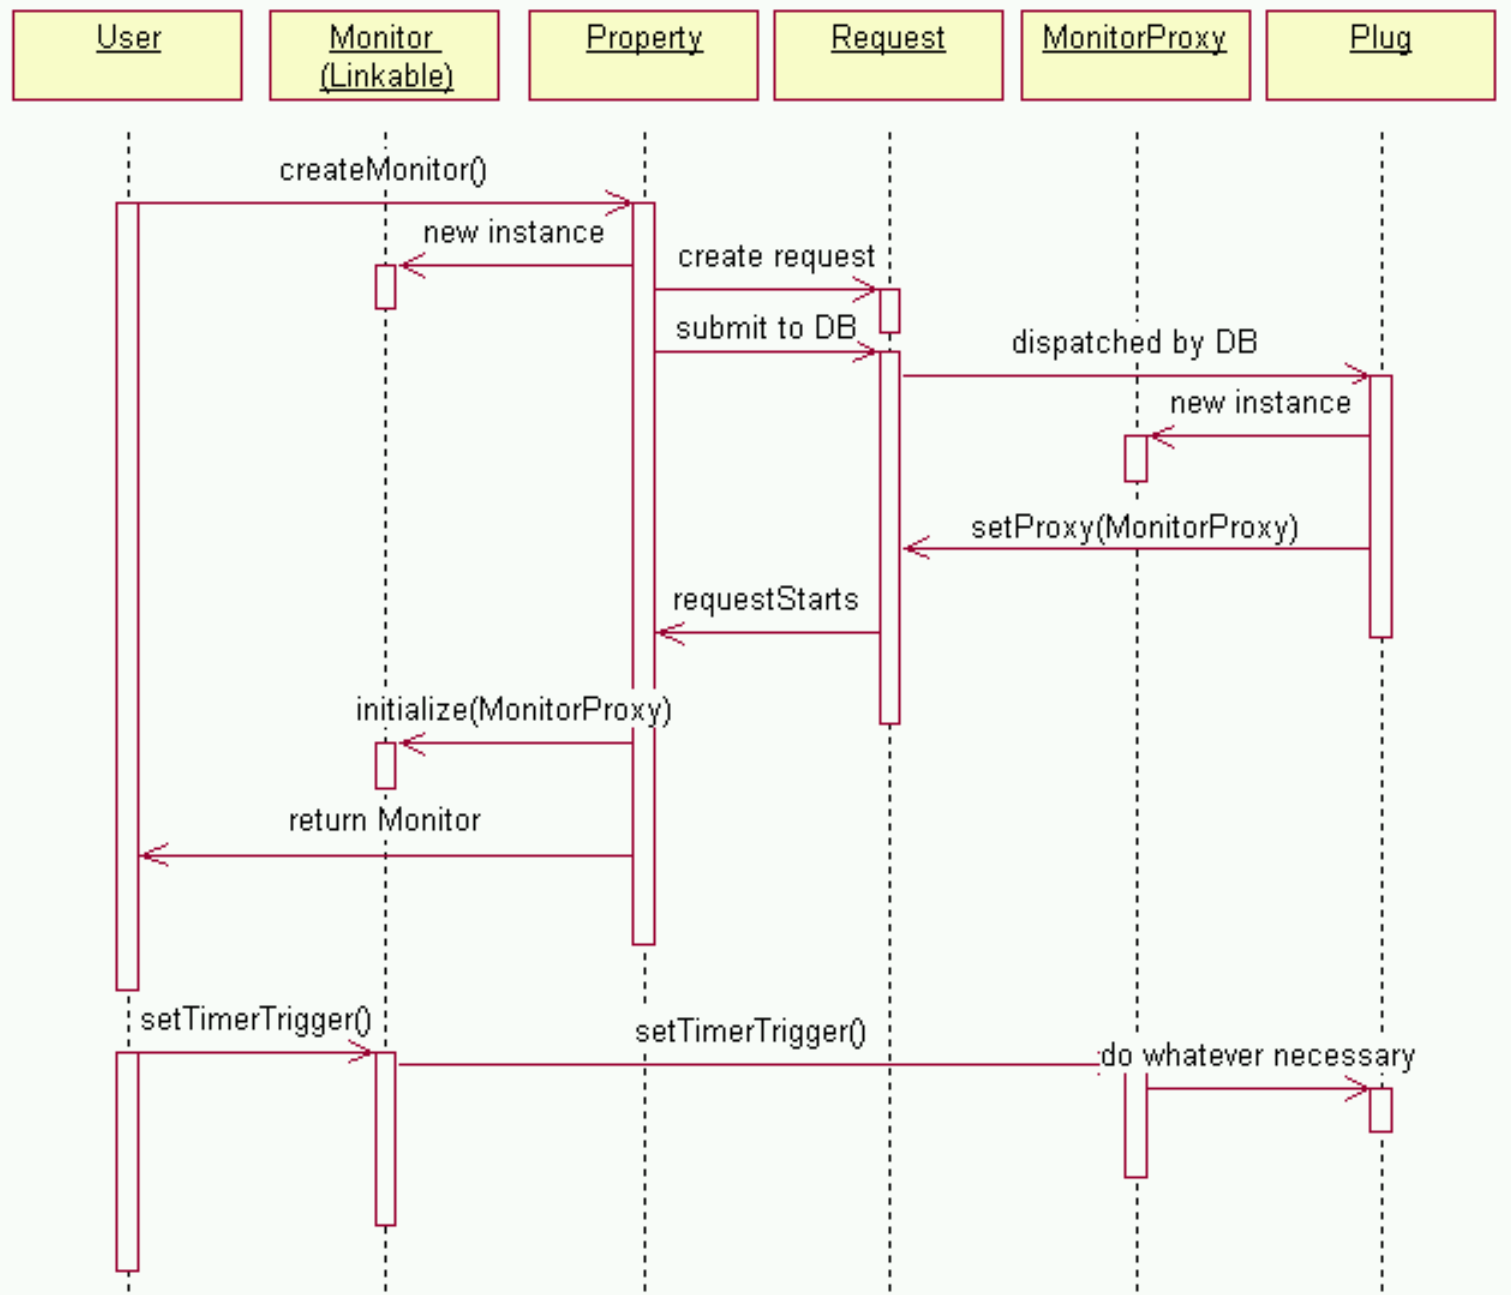 User
Monitor
(Linkable)
Property
Request
MonitorProxy
Plug
createMonitor()
new instance
create request
submit to DB
dispatched by DB
new instance
setProxy(MonitorProxy)
requestStarts
initialize(MonitorProxy)
return Monitor
setTimerTrigger()
setTimerTrigger()
do whatever necessary